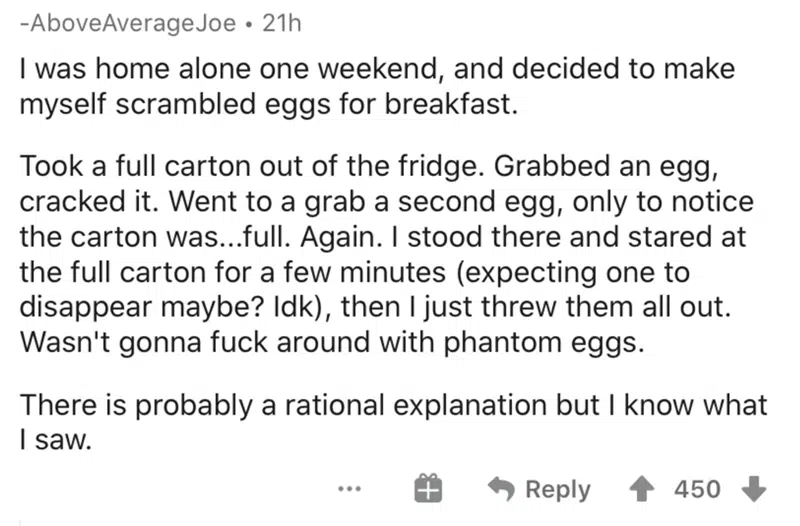 -AboveAverageJoe • 21h
I was home alone one weekend, and decided to make
myself scrambled eggs for breakfast.
Took a full carton out of the fridge. Grabbed an egg,
cracked it. Went to a grab a second egg, only to notice
the carton was...full. Again. I stood there and stared at
the full carton for a few minutes (expecting one to
disappear maybe? Idk), then I just threw them all out.
Wasn't gonna fuck around with phantom eggs.
There is probably a rational explanation but I know what
I saw.
... Reply 450